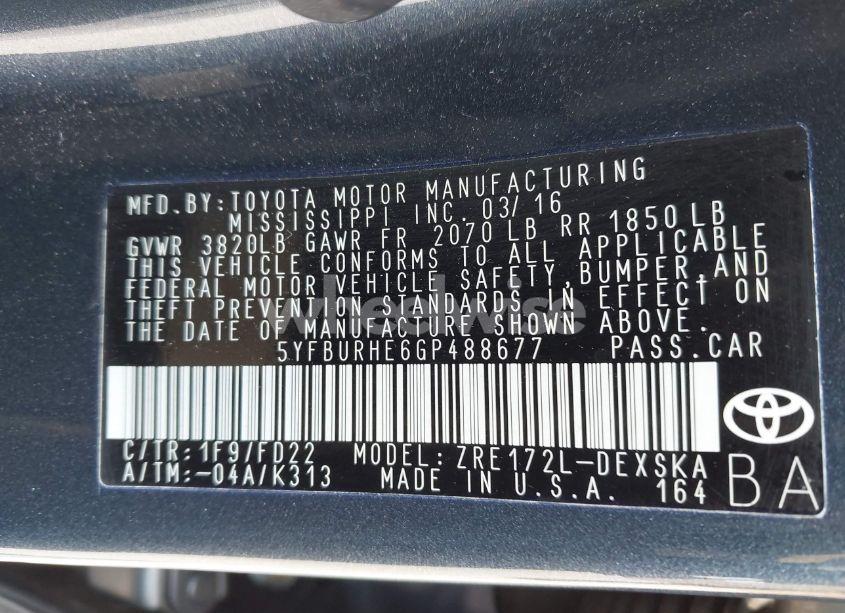 MFD. BY: TOYOTA MOTOR MANUFACTURING
MISSISSIPPI INC. 03/16
GVWR 3820LB GAWR FR 2070 LB RR 1850 LB
THIS VEHICLE CONFORMS TO ALL APPLICABLE
FEDERAL MOTOR VEHICLE SAFETY, BUMPER, AND
THEFT PREVENTION STANDARDS IN EFFECT ON
THE DATE OF MANUFACTURE SHOWN ABOVE.
wheelwise
5YFBURHE6GP488677 PASS. CAR
C/TR: 1F9/FD22 MODEL: ZRE172L-DEXSKA
A/TM: -04A/K313 MADE IN U.S.A. 164
BA